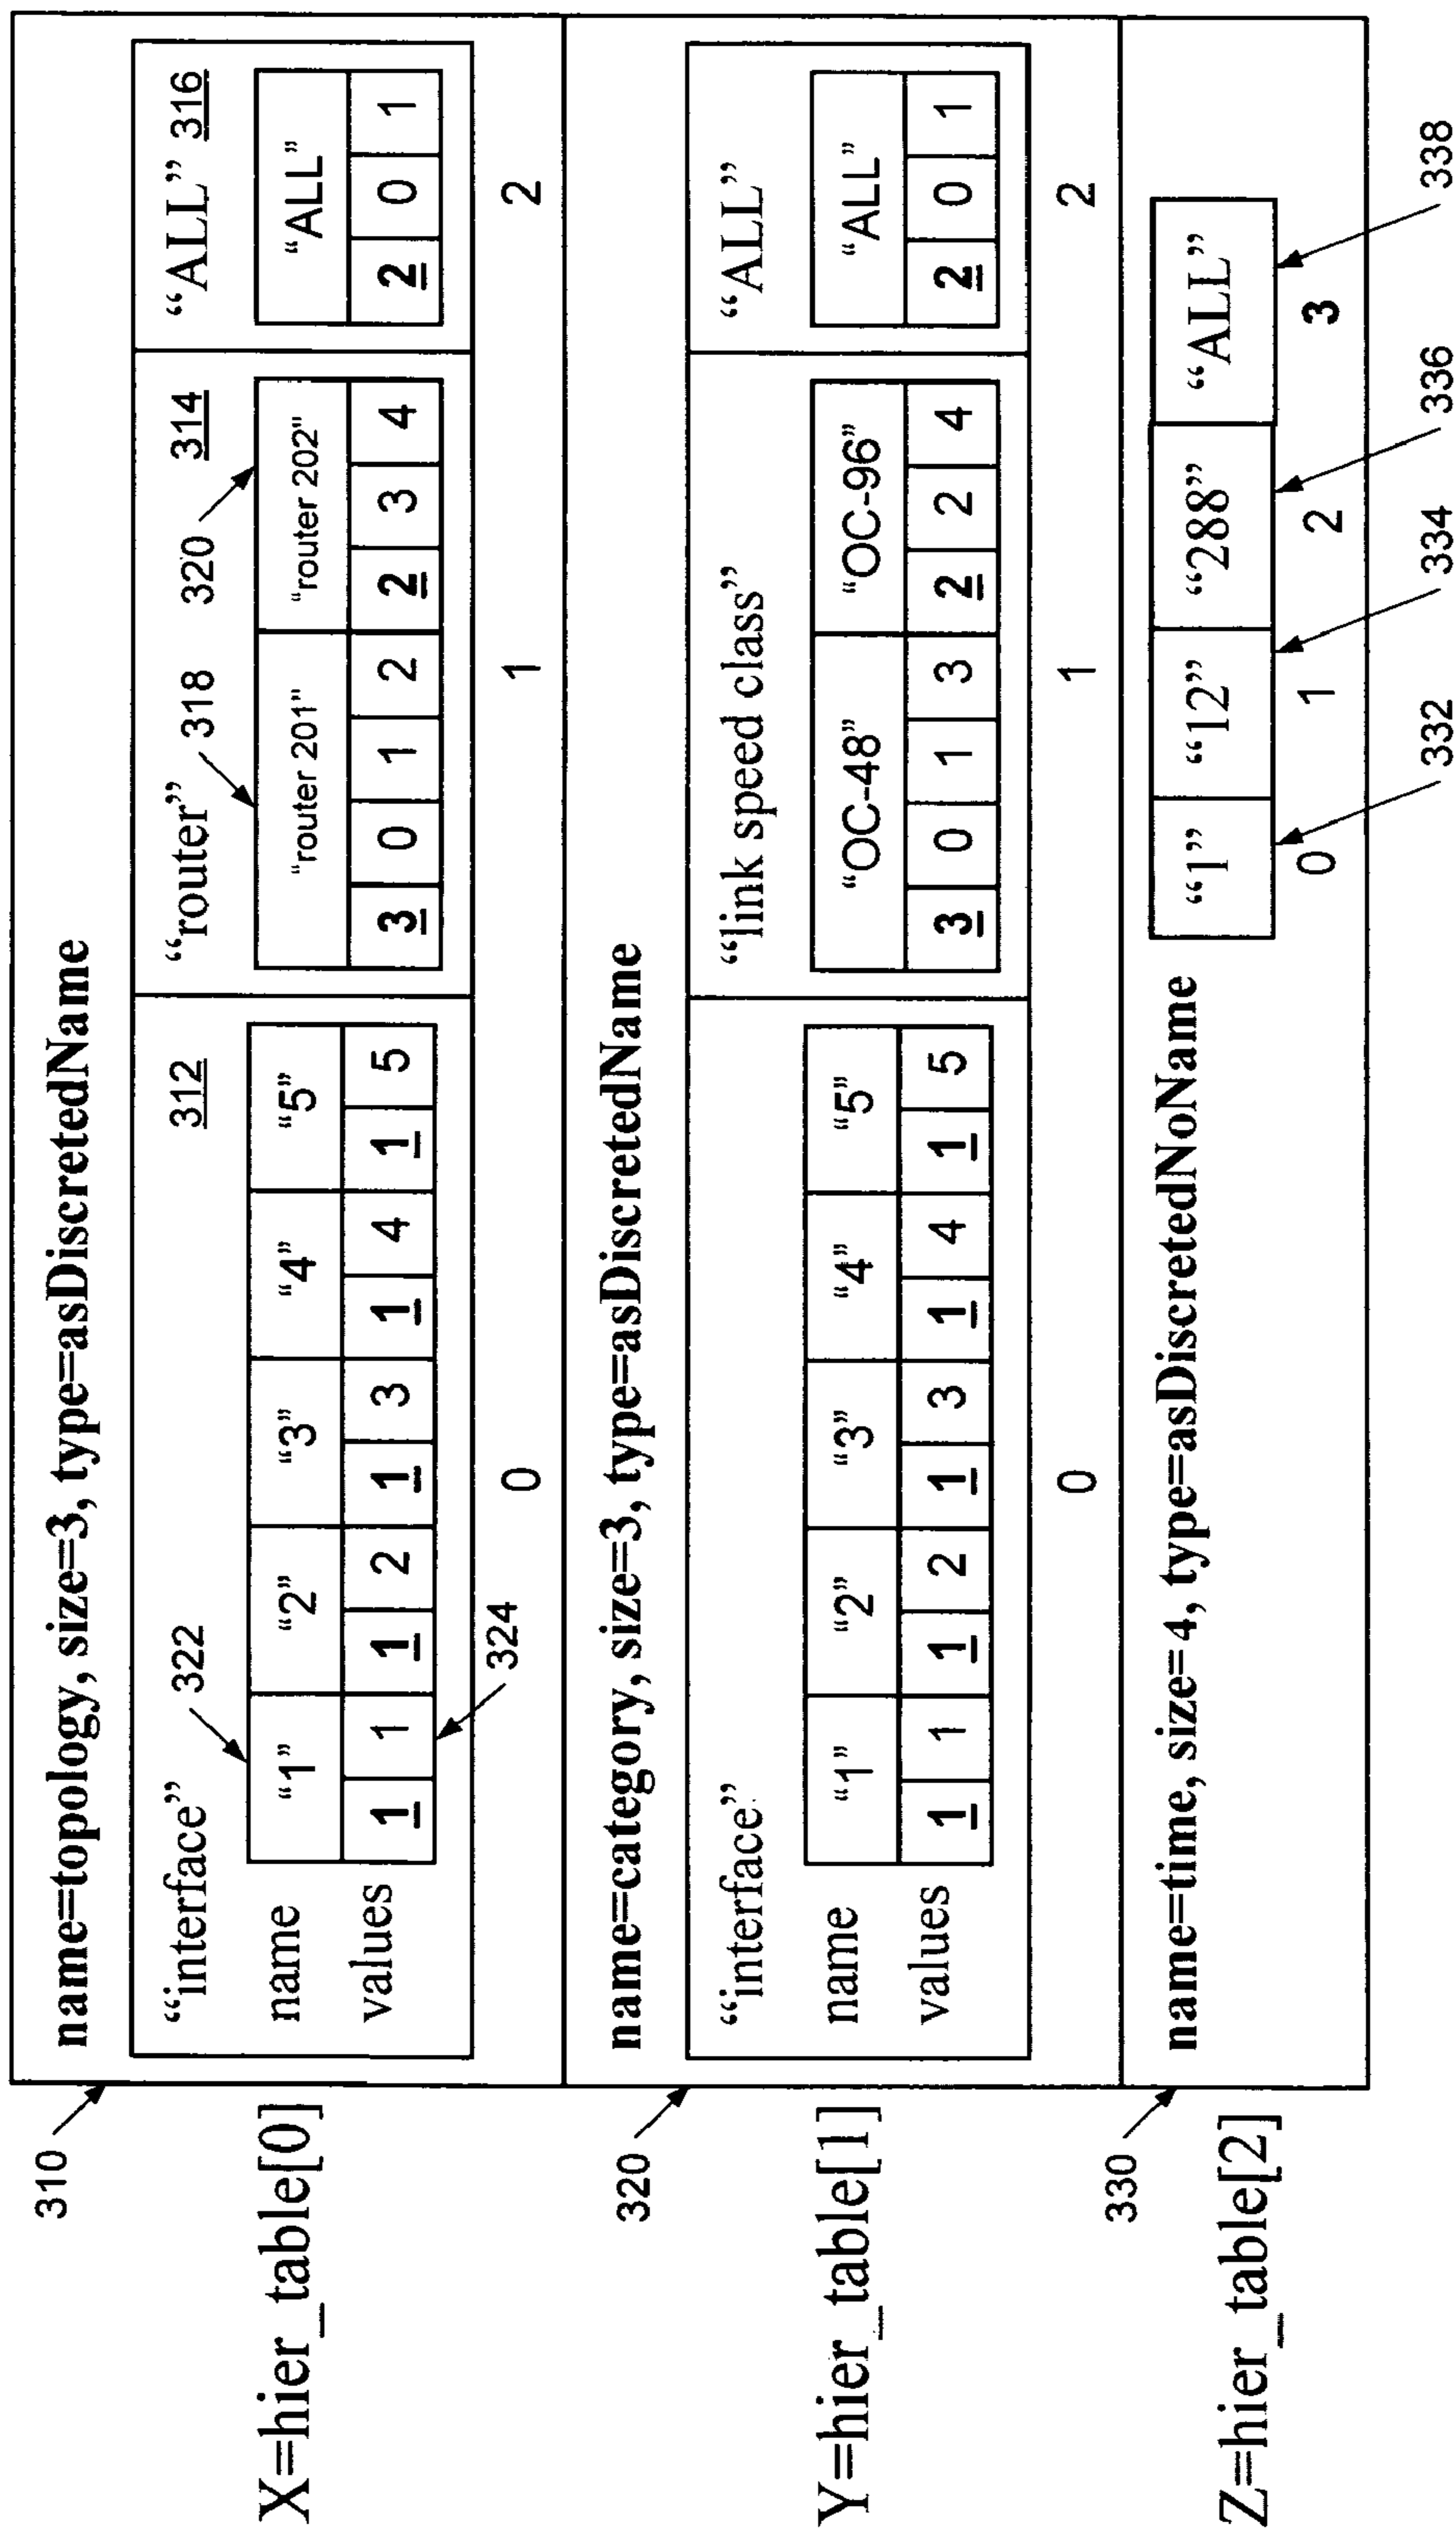 310
X=hier_table[0]
name=topology, size=3, type=asDiscretedName
“interface” 322 312
name “1” “2” “3” “4” “5”
values 1 1 1 2 1 3 1 4 1 5
324
0
“router” 318 320 314
"router 201" "router 202"
3 0 1 2 2 3 4
1
“ALL” 316
“ALL”
2 0 1
2
320
Y=hier_table[1]
name=category, size=3, type=asDiscretedName
“interface”
name “1” “2” “3” “4” “5”
values 1 1 1 2 1 3 1 4 1 5
0
“link speed class”
“OC-48” “OC-96”
3 0 1 3 2 2 4
1
“ALL”
“ALL”
2 0 1
2
330
Z=hier_table[2]
name=time, size=4, type=asDiscretedNoName
“1” “12” “288” “ALL”
0 1 2 3
332 334 336 338